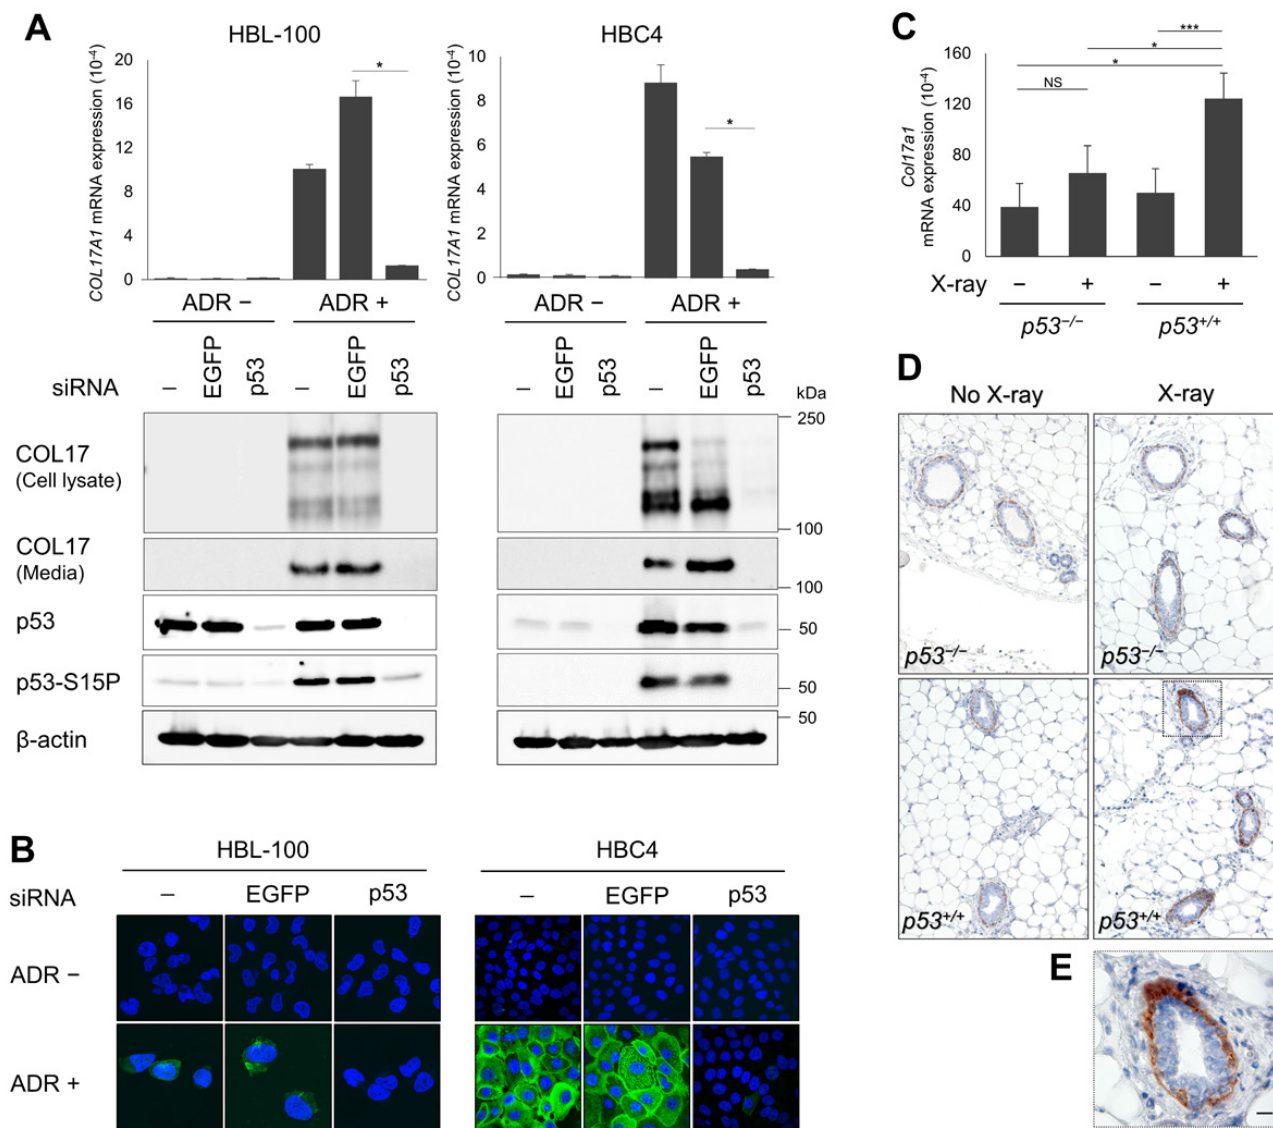 A
HBL-100
HBC4
COL17A1 mRNA expression (10⁻⁴)
20
16
12
8
4
0
*
ADR −
ADR +
COL17A1 mRNA expression (10⁻⁴)
10
8
6
4
2
0
*
ADR −
ADR +
siRNA
−
EGFP
p53
−
EGFP
p53
−
EGFP
p53
−
EGFP
p53
kDa
COL17
(Cell lysate)
250
100
COL17
(Media)
100
p53
50
p53-S15P
50
β-actin
50
B
HBL-100
HBC4
siRNA
−
EGFP
p53
−
EGFP
p53
ADR −
ADR +
C
Col17a1
mRNA expression (10⁻⁴)
160
120
80
40
0
***
*
*
NS
X-ray
−
+
−
+
p53⁻/⁻
p53⁺/⁺
D
No X-ray
X-ray
p53⁻/⁻
p53⁻/⁻
p53⁺/⁺
p53⁺/⁺
E